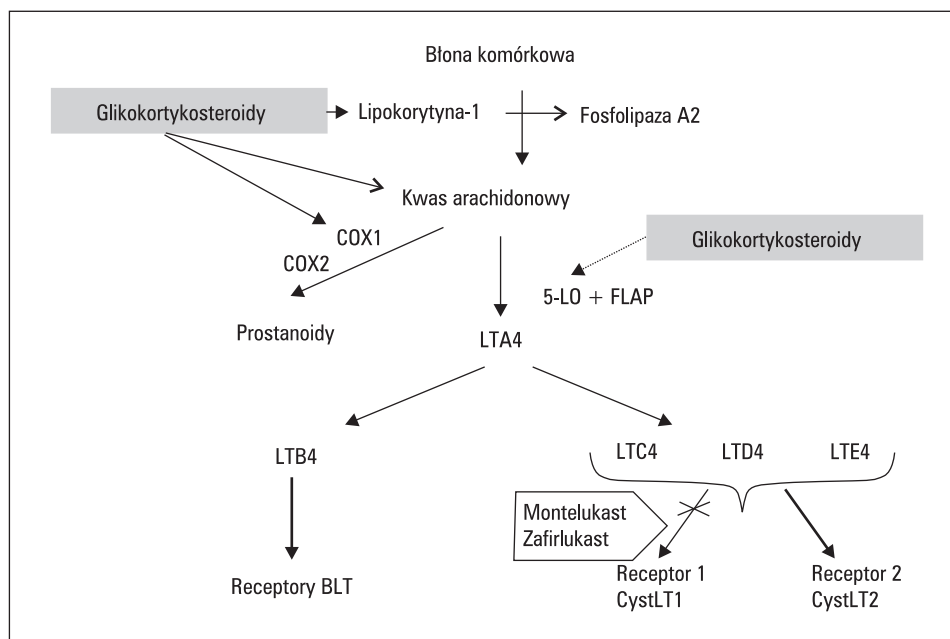 Błona komórkowa
Glikokortykosteroidy
Lipokorytyna-1
Fosfolipaza A2
Kwas arachidonowy
COX1
COX2
Glikokortykosteroidy
5-LO + FLAP
Prostanoidy
LTA4
LTB4
LTC4
LTD4
LTE4
Montelukast
Zafirlukast
Receptory BLT
Receptor 1
CystLT1
Receptor 2
CystLT2